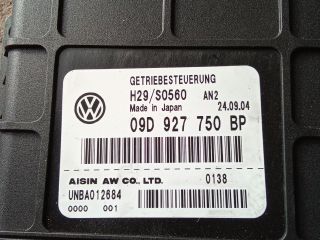 GETRIEBESTEUERUNG
H29/S0560 AN2
Made in Japan 24.09.04
09D 927 750 BP
AISIN AW CO., LTD. 0138
UNBA012684
0000 001